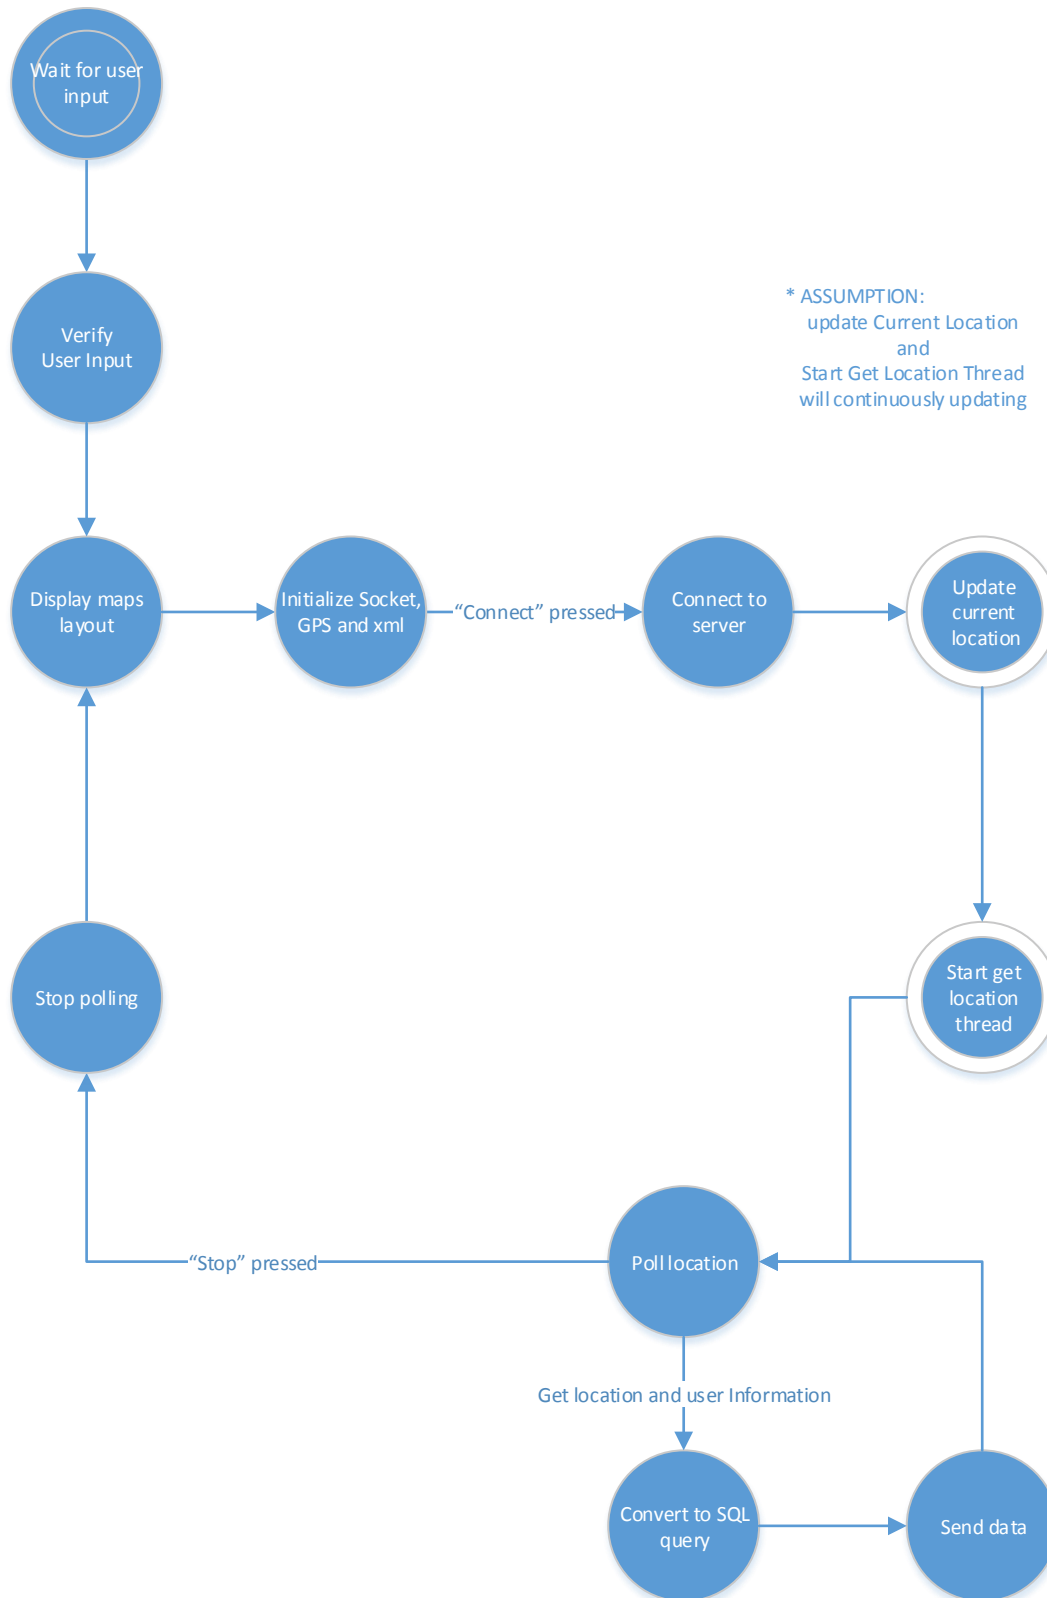 Wait for user
input
Verify
User Input
* ASSUMPTION:
update Current Location
and
Start Get Location Thread
will continuously updating
Display maps
layout
Initialize Socket,
GPS and xml
“Connect” pressed
Connect to
server
Update
current
location
Stop polling
Start get
location
thread
“Stop” pressed
Poll location
Get location and user Information
Convert to SQL
query
Send data